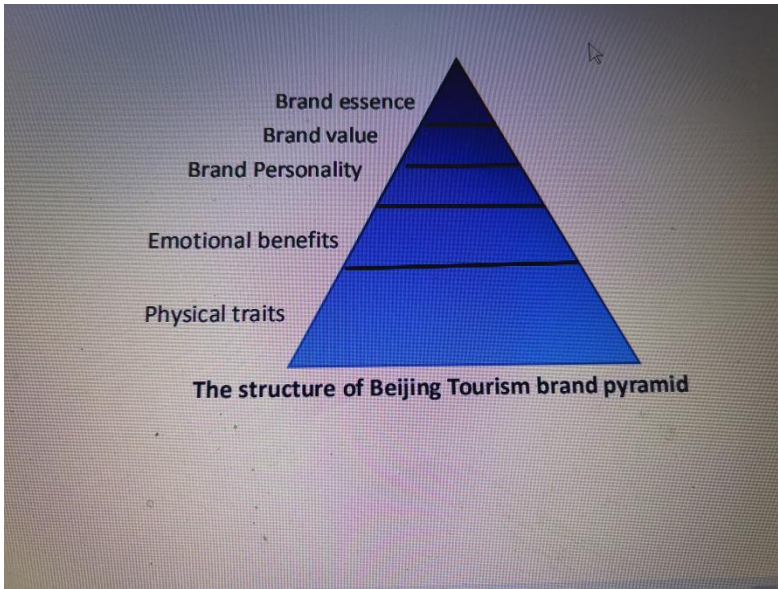 Brand essence
Brand value
Brand Personality
Emotional benefits
Physical traits
The structure of Beijing Tourism brand pyramid